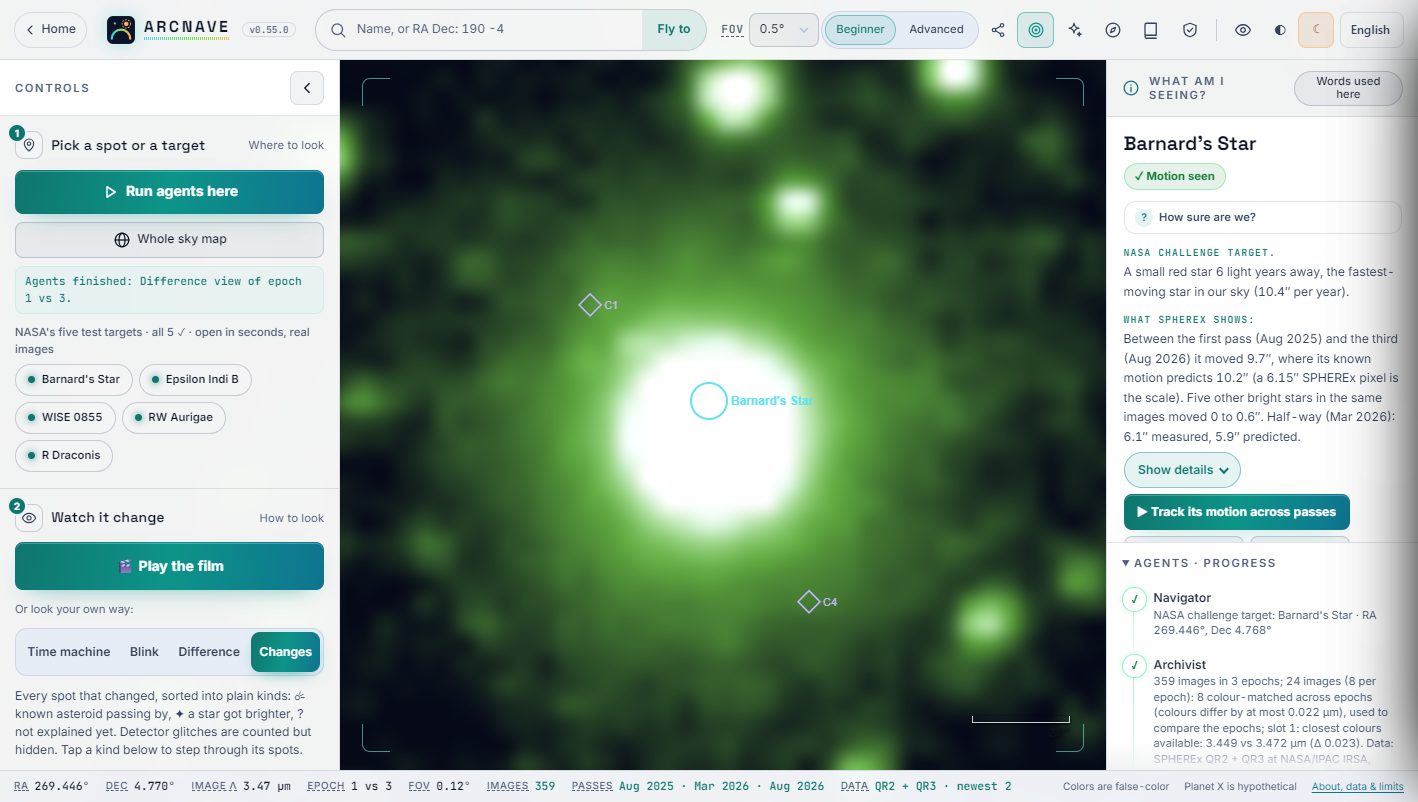 Home
ARCNAVE
v0.55.0
Name, or RA Dec: 190 -4
Fly to
FOV
0.5°
Beginner
Advanced
English
CONTROLS
1
Pick a spot or a target
Where to look
Run agents here
Whole sky map
Agents finished: Difference view of epoch
1 vs 3.
NASA's five test targets · all 5 ✓ · open in seconds, real
images
Barnard's Star
Epsilon Indi B
WISE 0855
RW Aurigae
R Draconis
2
Watch it change
How to look
Play the film
Or look your own way:
Time machine
Blink
Difference
Changes
Every spot that changed, sorted into plain kinds: ☄
known asteroid passing by, ✦ a star got brighter, ?
not explained yet. Detector glitches are counted but
hidden. Tap a kind below to step through its spots.
C1
Barnard's Star
C4
WHAT AM I
SEEING?
Words used
here
Barnard's Star
✓ Motion seen
? How sure are we?
NASA CHALLENGE TARGET.
A small red star 6 light years away, the fastest-
moving star in our sky (10.4″ per year).
WHAT SPHEREX SHOWS:
Between the first pass (Aug 2025) and the third
(Aug 2026) it moved 9.7″, where its known
motion predicts 10.2″ (a 6.15″ SPHEREx pixel is
the scale). Five other bright stars in the same
images moved 0 to 0.6″. Half-way (Mar 2026):
6.1″ measured, 5.9″ predicted.
Show details
▶ Track its motion across passes
▼ AGENTS · PROGRESS
✓ Navigator
NASA challenge target: Barnard's Star · RA
269.446°, Dec 4.768°
✓ Archivist
359 images in 3 epochs; 24 images (8 per
epoch): 8 colour-matched across epochs
(colours differ by at most 0.022 µm), used to
compare the epochs; slot 1: closest colours
available: 3.449 vs 3.472 µm (Δ 0.023). Data:
SPHEREx QR2 + QR3 at NASA/IPAC IRSA,
RA 269.446°
DEC 4.770°
IMAGE Λ 3.47 µm
EPOCH 1 vs 3
FOV 0.12°
IMAGES 359
PASSES Aug 2025 · Mar 2026 · Aug 2026
DATA QR2 + QR3 · newest 2
Colors are false-color
Planet X is hypothetical
About, data & limits